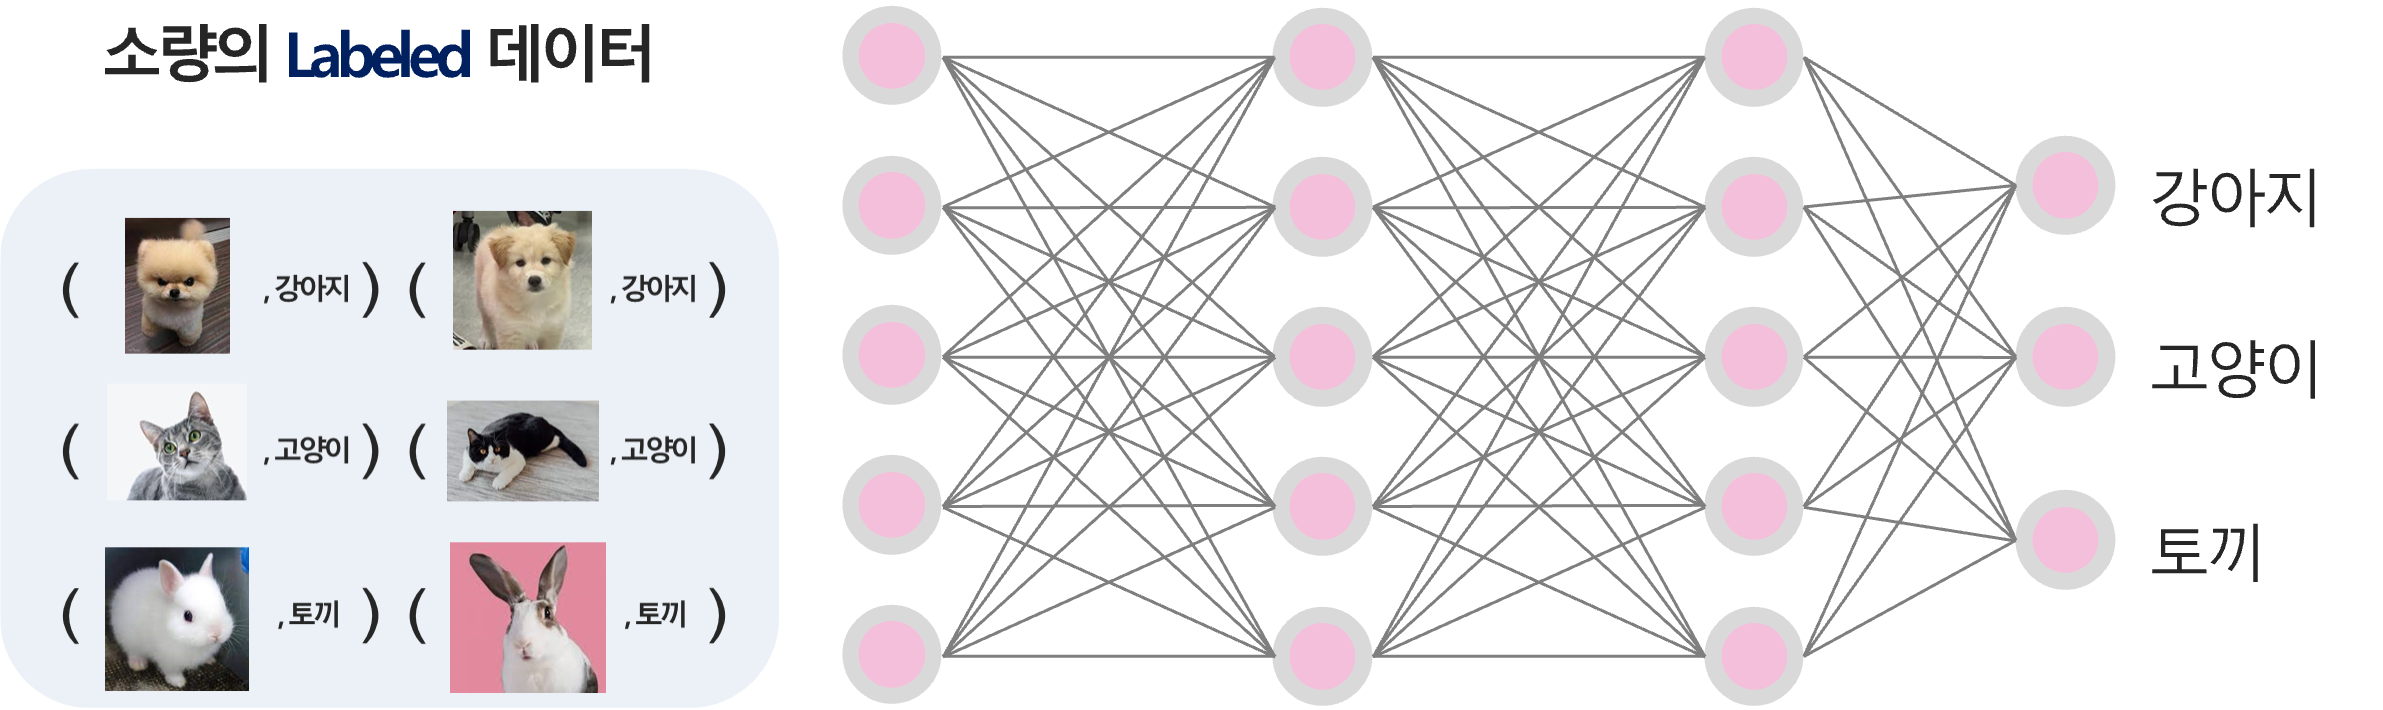 소량의 Labeled 데이터
( , 강아지 ) ( , 강아지 )
( , 고양이 ) ( , 고양이 )
( , 토끼 ) ( , 토끼 )
강아지
고양이
토끼